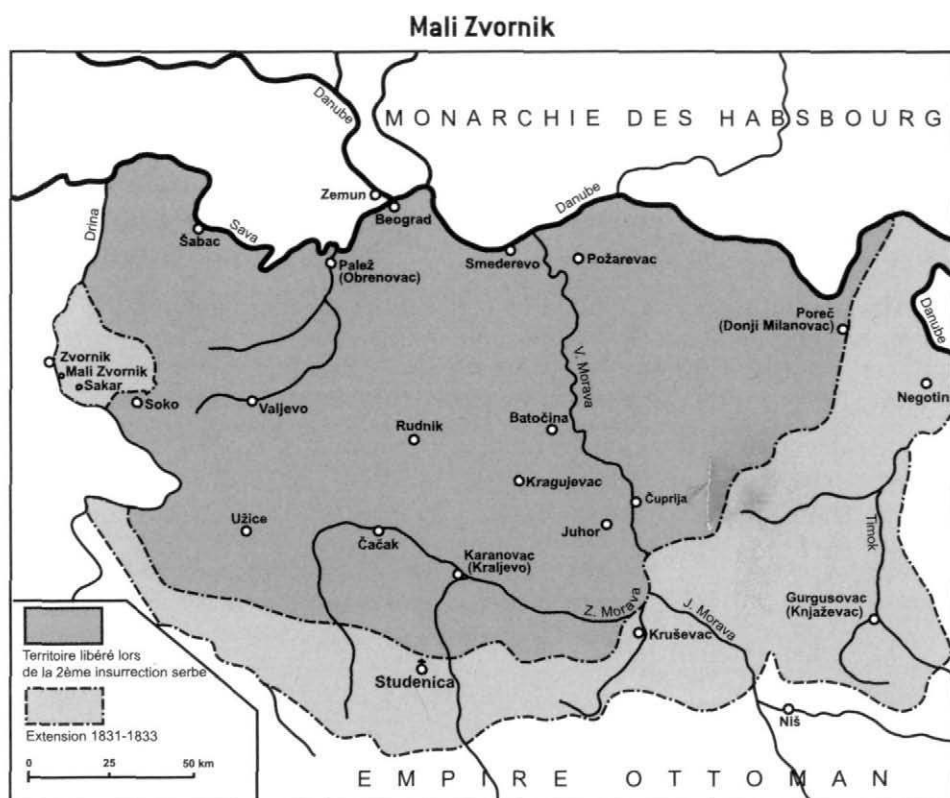 Mali Zvornik
MONARCHIE DES HABSBOURG
Danube
Zemun
Beograd
Danube
Drina
Šabac
Sava
Palež
(Obrenovac)
Smederevo
Požarevac
Poreč
(Donji Milanovac)
Danube
Zvornik
Mali Zvornik
Sakar
Soko
Valjevo
V. Morava
Negotin
Rudnik
Batočina
Kragujevac
Čuprija
Užice
Čačak
Juhor
Timok
Karanovac
(Kraljevo)
Z. Morava
J. Morava
Gurgusovac
(Knjaževac)
Kruševac
Studenica
Niš
Territoire libéré lors
de la 2ème insurrection serbe
Extension 1831-1833
0 25 50 km
EMPIRE OTTOMAN